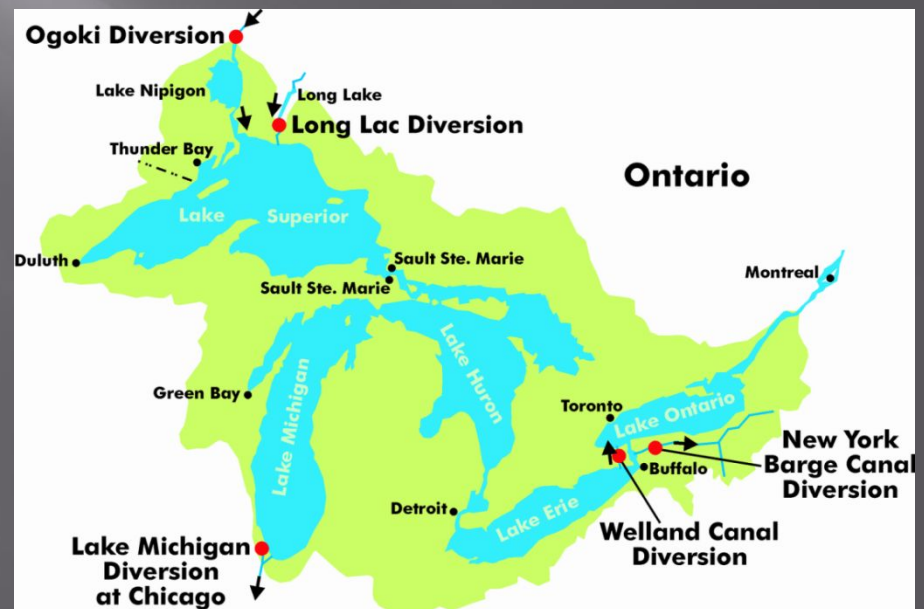 Ogoki Diversion
Lake Nipigon
Long Lake
Long Lac Diversion
Thunder Bay
Ontario
Lake Superior
Duluth
Sault Ste. Marie
Sault Ste. Marie
Montreal
Lake Michigan
Lake Huron
Green Bay
Toronto
Lake Ontario
New York
Barge Canal
Diversion
Buffalo
Detroit
Lake Erie
Welland Canal
Diversion
Lake Michigan
Diversion
at Chicago